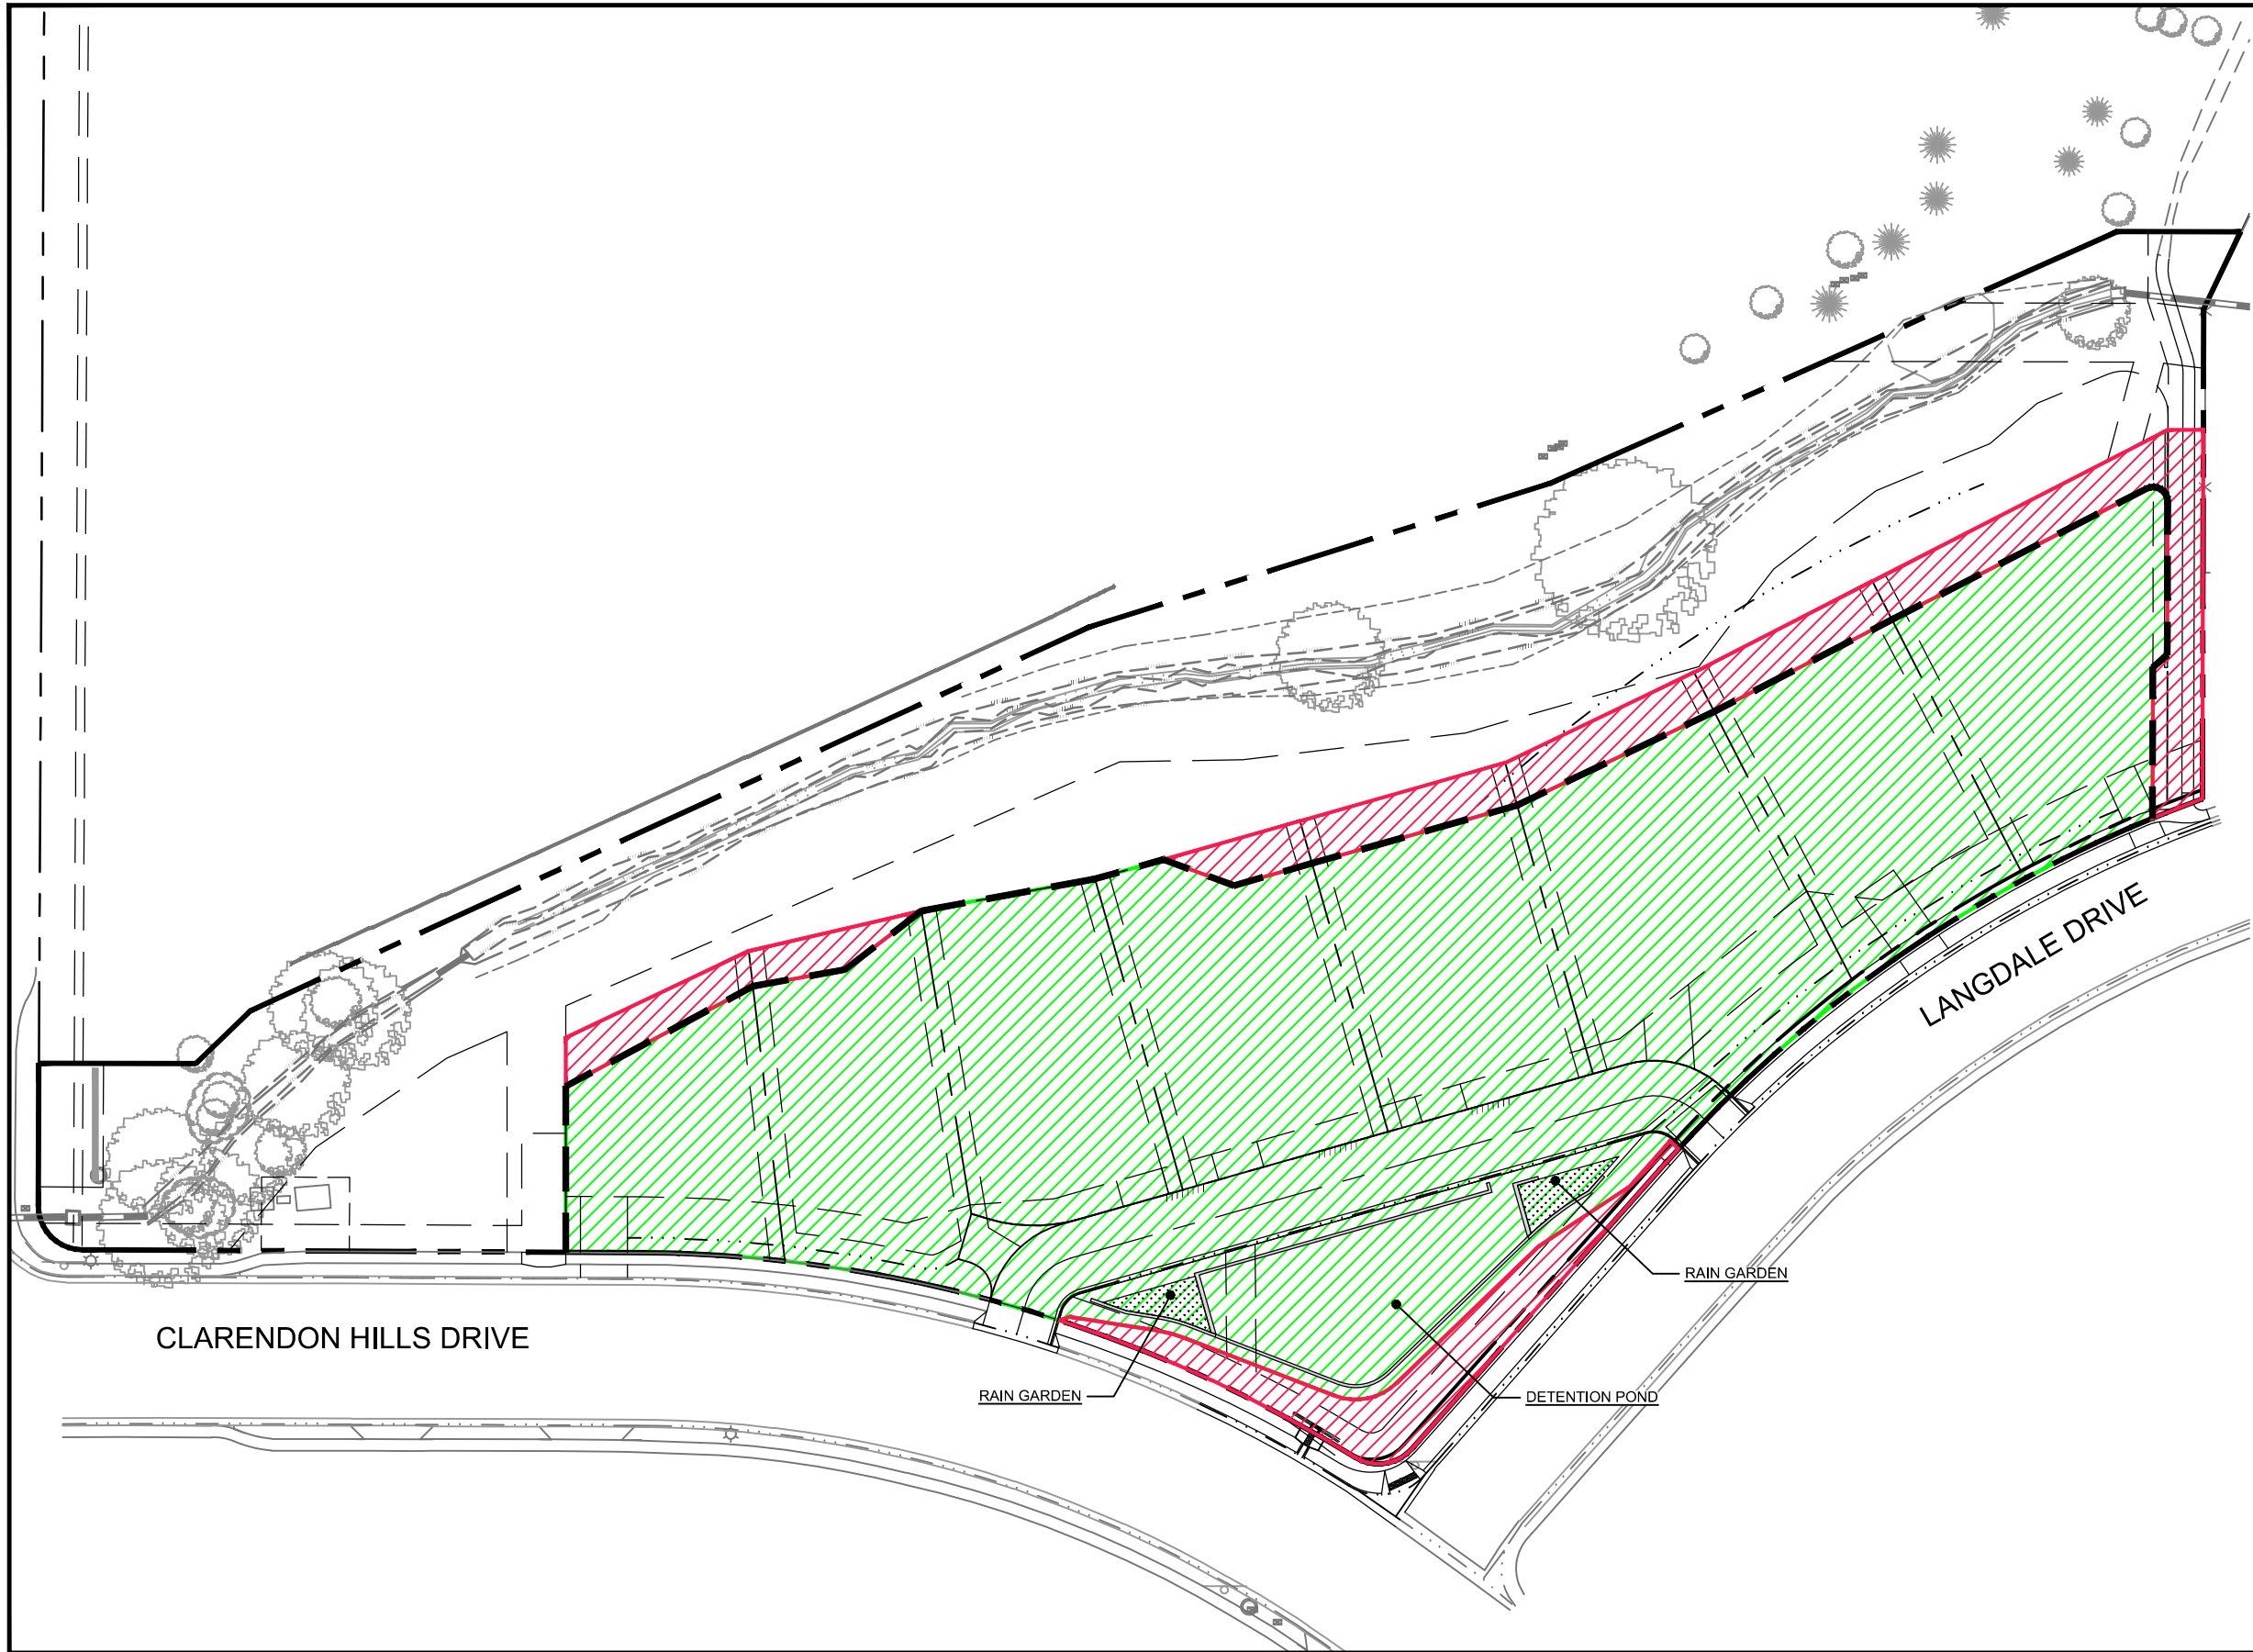 LANGDALE DRIVE
RAIN GARDEN
CLARENDON HILLS DRIVE
RAIN GARDEN
DETENTION POND